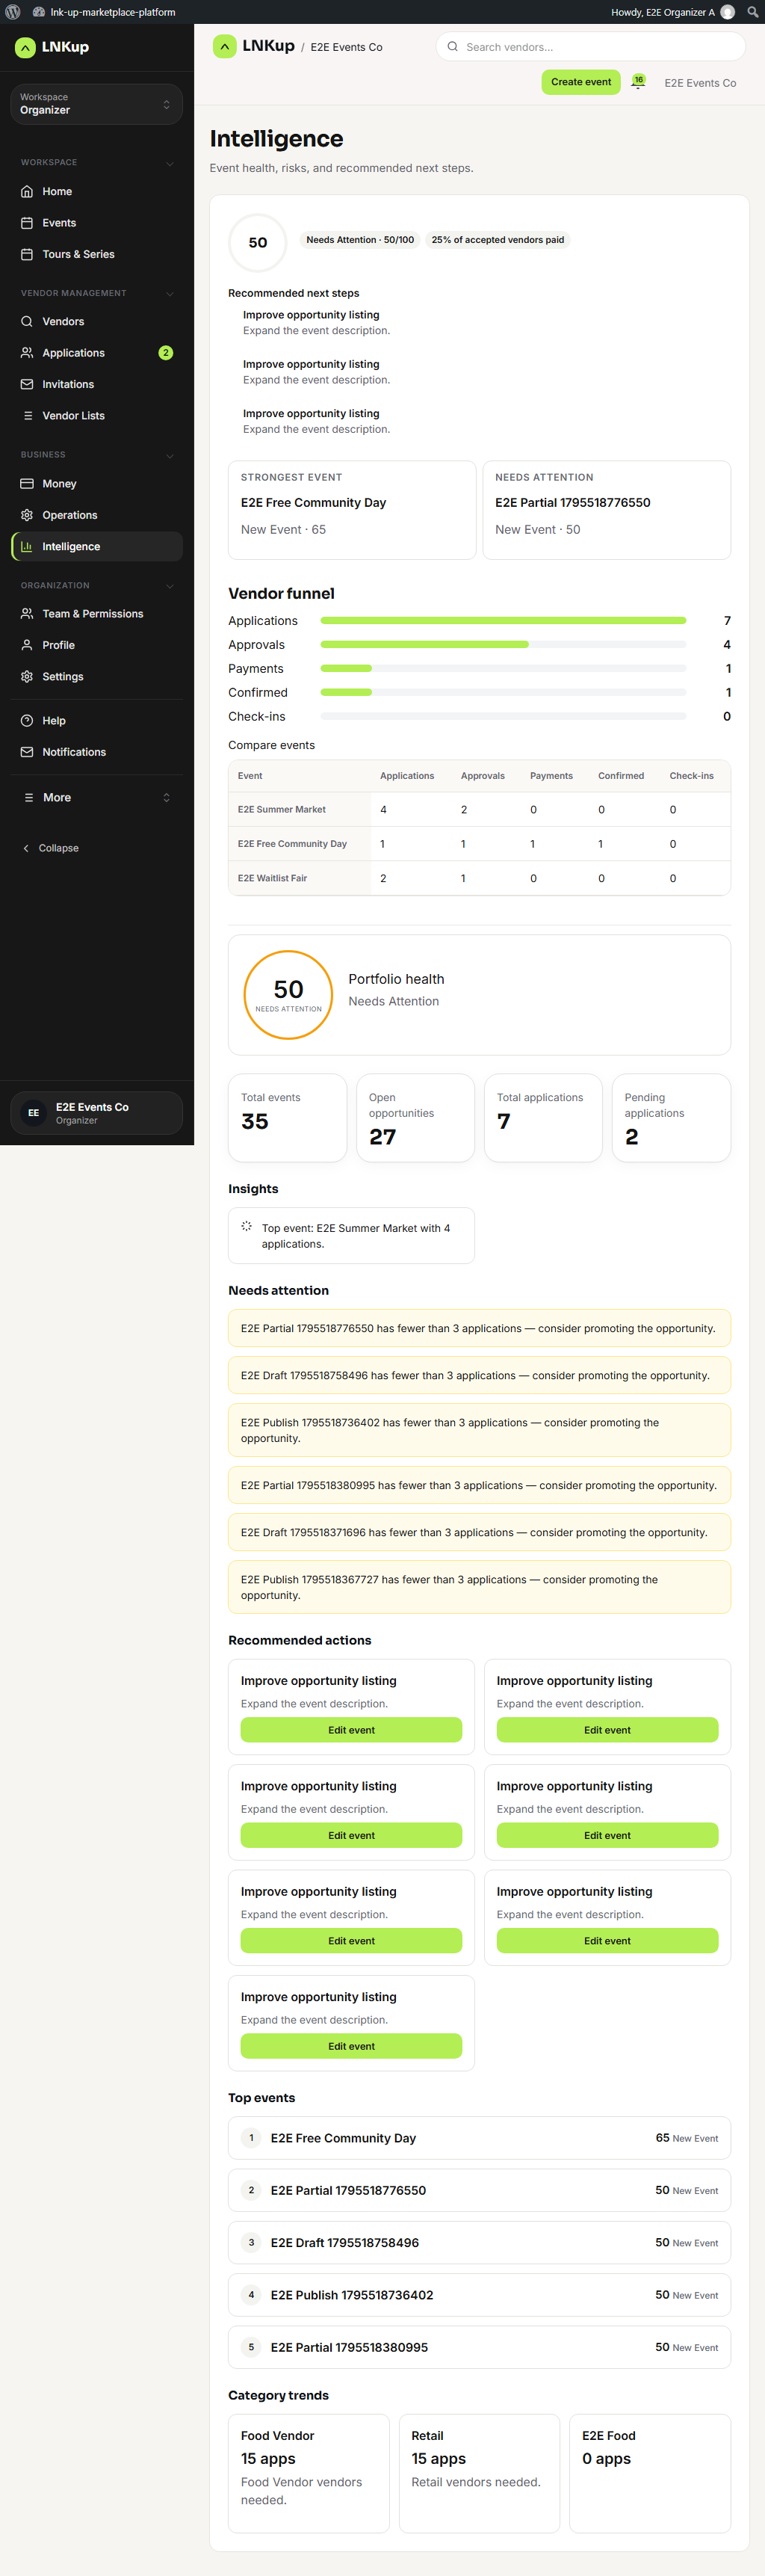 lnk-up-marketplace-platform
Howdy, E2E Organizer A
LNKup
Workspace
Organizer
WORKSPACE
Home
Events
Tours & Series
VENDOR MANAGEMENT
Vendors
Applications 2
Invitations
Vendor Lists
BUSINESS
Money
Operations
Intelligence
ORGANIZATION
Team & Permissions
Profile
Settings
Help
Notifications
More
Collapse
EE
E2E Events Co
Organizer
LNKup / E2E Events Co
Search vendors...
Create event
16
E2E Events Co
Intelligence
Event health, risks, and recommended next steps.
50
Needs Attention · 50/100
25% of accepted vendors paid
Recommended next steps
Improve opportunity listing
Expand the event description.
Improve opportunity listing
Expand the event description.
Improve opportunity listing
Expand the event description.
STRONGEST EVENT
E2E Free Community Day
New Event · 65
NEEDS ATTENTION
E2E Partial 1795518776550
New Event · 50
Vendor funnel
Applications 7
Approvals 4
Payments 1
Confirmed 1
Check-ins 0
Compare events
Event Applications Approvals Payments Confirmed Check-ins
E2E Summer Market 4 2 0 0 0
E2E Free Community Day 1 1 1 1 0
E2E Waitlist Fair 2 1 0 0 0
50
NEEDS ATTENTION
Portfolio health
Needs Attention
Total events
35
Open
opportunities
27
Total applications
7
Pending
applications
2
Insights
Top event: E2E Summer Market with 4
applications.
Needs attention
E2E Partial 1795518776550 has fewer than 3 applications — consider promoting the opportunity.
E2E Draft 1795518758496 has fewer than 3 applications — consider promoting the opportunity.
E2E Publish 1795518736402 has fewer than 3 applications — consider promoting the
opportunity.
E2E Partial 1795518380995 has fewer than 3 applications — consider promoting the opportunity.
E2E Draft 1795518371696 has fewer than 3 applications — consider promoting the opportunity.
E2E Publish 1795518367727 has fewer than 3 applications — consider promoting the
opportunity.
Recommended actions
Improve opportunity listing
Expand the event description.
Edit event
Improve opportunity listing
Expand the event description.
Edit event
Improve opportunity listing
Expand the event description.
Edit event
Improve opportunity listing
Expand the event description.
Edit event
Improve opportunity listing
Expand the event description.
Edit event
Improve opportunity listing
Expand the event description.
Edit event
Improve opportunity listing
Expand the event description.
Edit event
Top events
1 E2E Free Community Day 65 New Event
2 E2E Partial 1795518776550 50 New Event
3 E2E Draft 1795518758496 50 New Event
4 E2E Publish 1795518736402 50 New Event
5 E2E Partial 1795518380995 50 New Event
Category trends
Food Vendor
15 apps
Food Vendor vendors
needed.
Retail
15 apps
Retail vendors needed.
E2E Food
0 apps